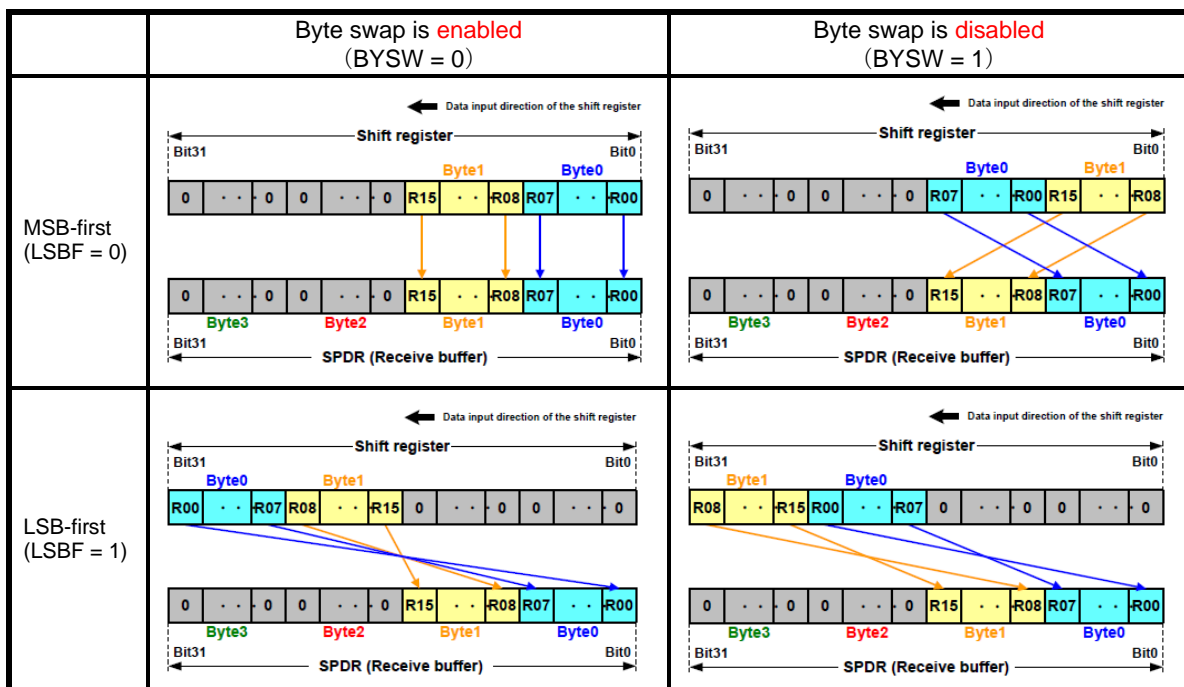 Byte swap is enabled
（BYSW = 0）
Byte swap is disabled
（BYSW = 1）
MSB-first
(LSBF = 0)
Data input direction of the shift register
Shift register
Bit31 Bit0
Byte1 Byte0
0 · · · 0 0 · · · 0 R15 · · · R08 R07 · · · R00
0 · · · 0 0 · · · 0 R15 · · · R08 R07 · · · R00
Byte3 Byte2 Byte1 Byte0
Bit31 Bit0
SPDR (Receive buffer)
Data input direction of the shift register
Shift register
Bit31 Bit0
Byte0 Byte1
0 · · · 0 0 · · · 0 R07 · · · R00 R15 · · · R08
0 · · · 0 0 · · · 0 R15 · · · R08 R07 · · · R00
Byte3 Byte2 Byte1 Byte0
Bit31 Bit0
SPDR (Receive buffer)
LSB-first
(LSBF = 1)
Data input direction of the shift register
Shift register
Bit31 Bit0
Byte0 Byte1
R00 · · · R07 R08 · · · R15 0 · · · 0 0 · · · 0
0 · · · 0 0 · · · 0 R15 · · · R08 R07 · · · R00
Byte3 Byte2 Byte1 Byte0
Bit31 Bit0
SPDR (Receive buffer)
Data input direction of the shift register
Shift register
Bit31 Bit0
Byte1 Byte0
R08 · · · R15 R00 · · · R07 0 · · · 0 0 · · · 0
0 · · · 0 0 · · · 0 R15 · · · R08 R07 · · · R00
Byte3 Byte2 Byte1 Byte0
Bit31 Bit0
SPDR (Receive buffer)